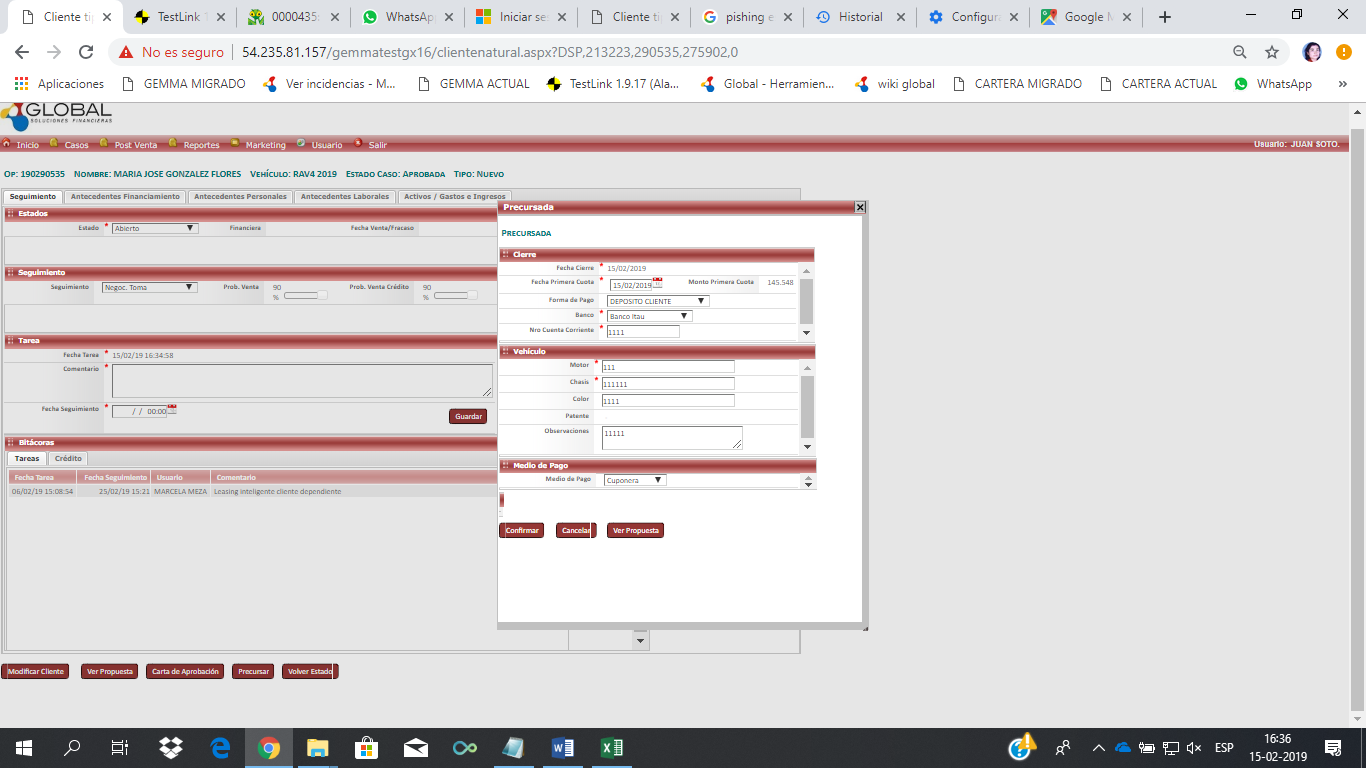 Cliente tip TestLink 1 0000435: WhatsApp Iniciar ses Cliente tip pishing e Historial Configura Google M
No es seguro 54.235.81.157/gemmatestgx16/clientenatural.aspx?DSP,213223,290535,275902,0
Aplicaciones GEMMA MIGRADO Ver incidencias - M... GEMMA ACTUAL TestLink 1.9.17 (Ala... Global - Herramien... wiki global CARTERA MIGRADO CARTERA ACTUAL WhatsApp »
GLOBAL
SOLUCIONES FINANCIERAS
Inicio Casos Post Venta Reportes Marketing Usuario Salir Usuario: JUAN SOTO.
Op: 190290535 Nombre: MARIA JOSE GONZALEZ FLORES Vehículo: RAV4 2019 Estado Caso: Aprobada Tipo: Nuevo
Seguimiento Antecedentes Financiamiento Antecedentes Personales Antecedentes Laborales Activos / Gastos e Ingresos
Estados
Estado * Abierto Financiera Fecha Venta/Fracaso
Seguimiento
Seguimiento Negoc. Toma Prob. Venta 90 % Prob. Venta Crédito 90 %
Tarea
Fecha Tarea * 15/02/19 16:34:58
Comentario *
Fecha Seguimiento * / / 00:00
Guardar
Bitácoras
Tareas Crédito
Fecha Tarea Fecha Seguimiento Usuario Comentario
06/02/19 15:08:54 25/02/19 15:21 MARCELA MEZA Leasing inteligente cliente dependiente
Modificar Cliente Ver Propuesta Carta de Aprobación Precursar Volver Estado
Precursada
Precursada
Cierre
Fecha Cierre * 15/02/2019
Fecha Primera Cuota * 15/02/2019 Monto Primera Cuota 145.548
Forma de Pago DEPOSITO CLIENTE
Banco * Banco Itau
Nro Cuenta Corriente * 1111
Vehículo
Motor * 111
Chasis * 111111
Color 1111
Patente
Observaciones 11111
Medio de Pago
Medio de Pago Cuponera
Confirmar Cancelar Ver Propuesta
ESP 16:36
15-02-2019